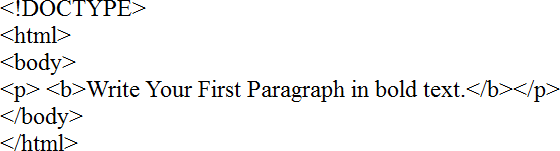 <!DOCTYPE>
<html>
<body>
<p> <b>Write Your First Paragraph in bold text.</b></p>
</body>
</html>